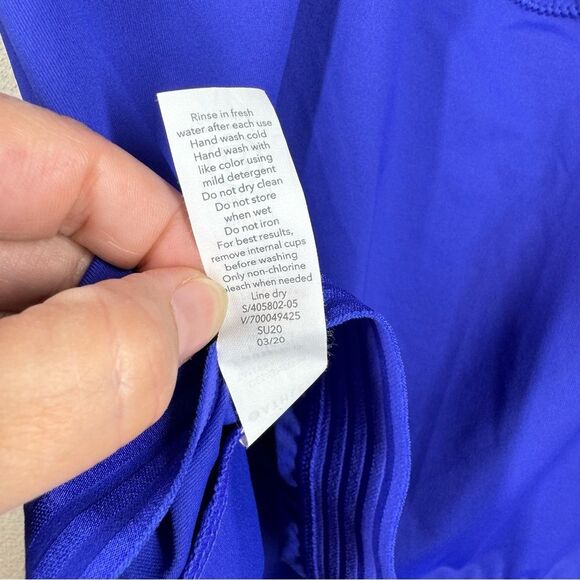 Rinse in fresh
water after each use
Hand wash cold
Hand wash with
like color using
mild detergent
Do not dry clean
Do not store
when wet
Do not iron
For best results,
remove internal cups
before washing
Only non-chlorine
bleach when needed
Line dry
S/405802-05
V/700049425
SU20
03/20